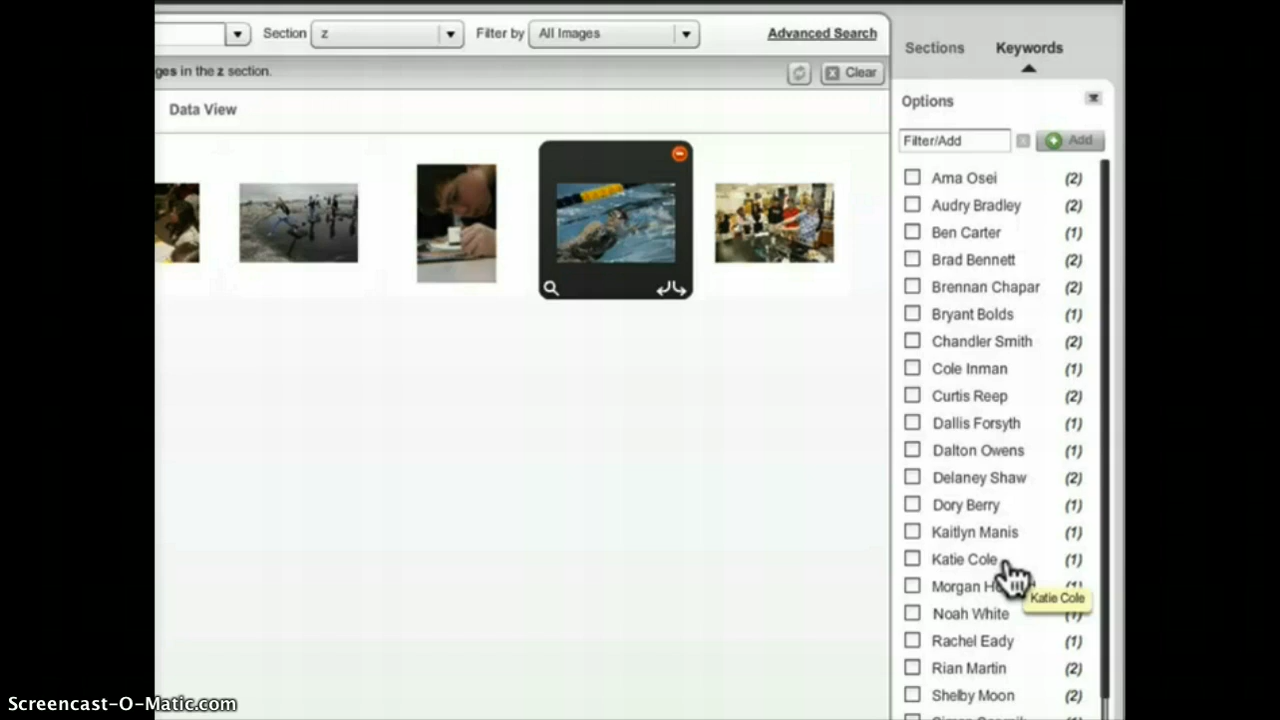 Section z Filter by All Images Advanced Search
ges in the z section. Clear
Data View
Sections Keywords
Options
Filter/Add Add
Ama Osei (2)
Audry Bradley (2)
Ben Carter (1)
Brad Bennett (2)
Brennan Chapar (2)
Bryant Bolds (1)
Chandler Smith (2)
Cole Inman (1)
Curtis Reep (2)
Dallis Forsyth (1)
Dalton Owens (1)
Delaney Shaw (2)
Dory Berry (1)
Kaitlyn Manis (1)
Katie Cole (1)
Morgan
Katie Cole
Noah White (1)
Rachel Eady (1)
Rian Martin (2)
Shelby Moon (2)
Screencast-O-Matic.com